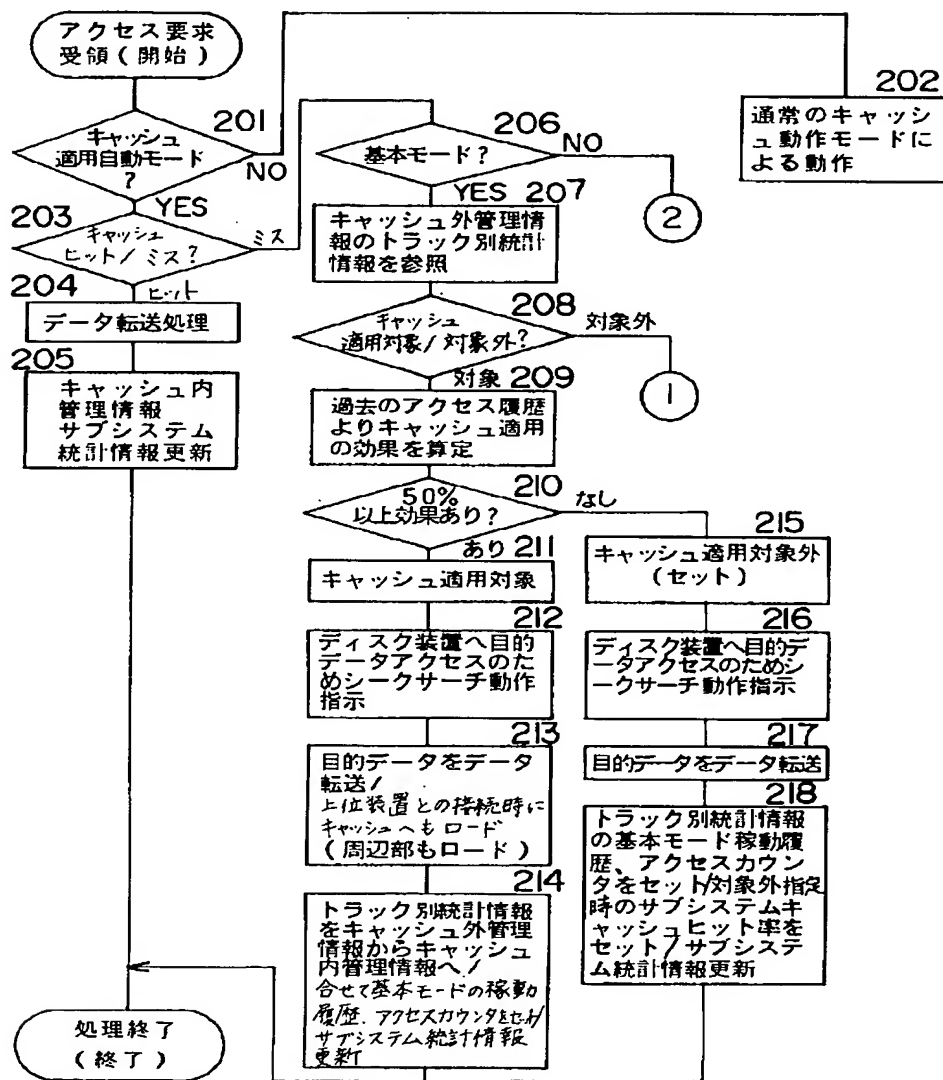 アクセス要求
受領(開始)
201
キャッシュ
適用自動モード
?
NO
YES
202
通常のキャッシ
ュ動作モードに
よる動作
203
キャッシュ
ヒット/ミス?
ミス
ヒット
204
データ転送処理
205
キャッシュ内
管理情報
サブシステム
統計情報更新
206
基本モード?
NO
2
YES
207
キャッシュ外管理情
報のトラック別統計
情報を参照
208
キャッシュ
適用対象/対象外?
対象外
1
対象
209
過去のアクセス履歴
よりキャッシュ適用
の効果を算定
210
50%
以上効果あり?
なし
あり
211
キャッシュ適用対象
212
ディスク装置へ目的
データアクセスのた
めシークサーチ動作
指示
213
目的データをデータ
転送/
上位装置との接続時に
キャッシュへもロード
(周辺部もロード)
214
トラック別統計情報
をキャッシュ外管理
情報からキャッシュ
内管理情報へ/
合せて基本モードの稼動
履歴、アクセスカウンタをセット/
サブシステム統計情報
更新
215
キャッシュ適用対象外
(セット)
216
ディスク装置へ目的デ
ータアクセスのためシ
ークサーチ動作指示
217
目的データをデータ転送
218
トラック別統計情報
の基本モード稼動履
歴、アクセスカウン
タをセット/対象外指定
時のサブシステムキ
ャッシュヒット率を
セット/サブシステ
ム統計情報更新
処理終了
(終了)